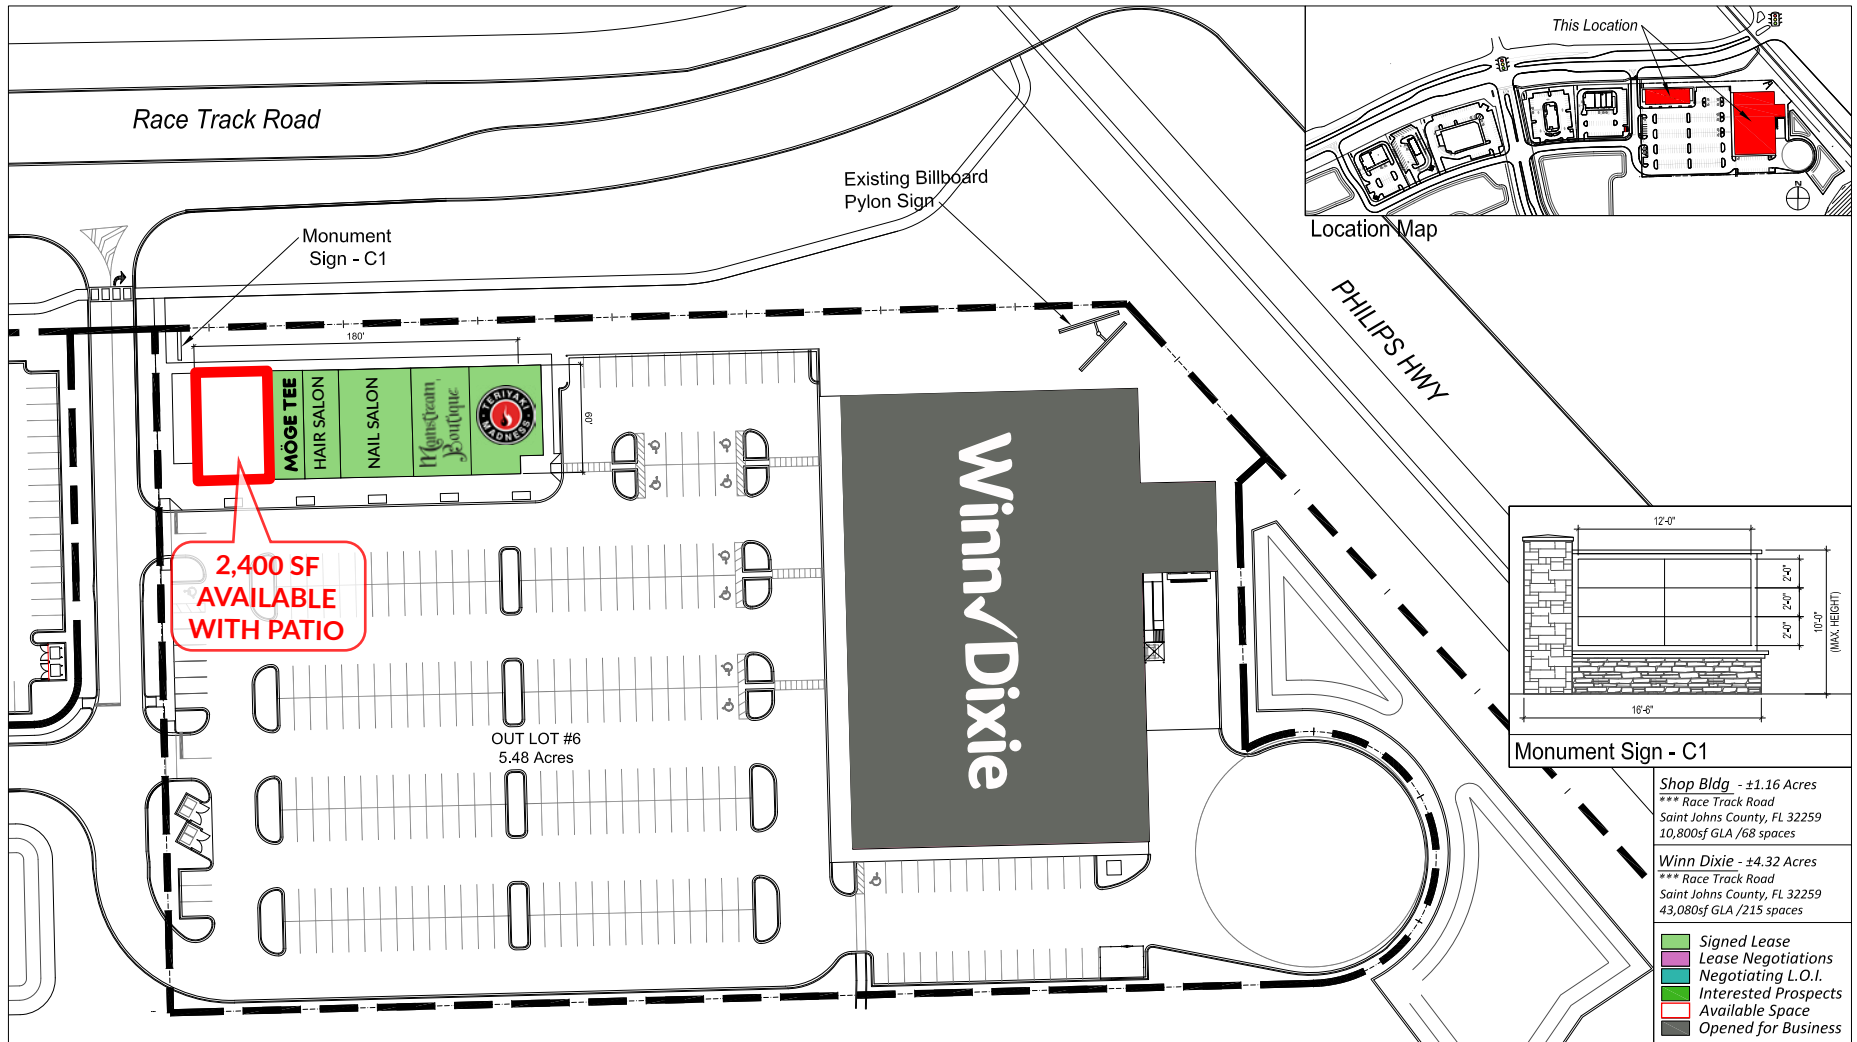 Race Track Road
Existing Billboard
Pylon Sign
Monument
Sign - C1
180'
60'
MÖGE TEE
HAIR SALON
NAIL SALON
Mainstream
Boutique
TERIYAKI
MADNESS
2,400 SF
AVAILABLE
WITH PATIO
OUT LOT #6
5.48 Acres
Winn Dixie
PHILIPS HWY
This Location
N
Location Map
12'-0"
2'-0"
2'-0"
2'-0"
10'-0"
(MAX. HEIGHT)
16'-6"
Monument Sign - C1
Shop Bldg - ±1.16 Acres
*** Race Track Road
Saint Johns County, FL 32259
10,800sf GLA /68 spaces
Winn Dixie - ±4.32 Acres
*** Race Track Road
Saint Johns County, FL 32259
43,080sf GLA /215 spaces
Signed Lease
Lease Negotiations
Negotiating L.O.I.
Interested Prospects
Available Space
Opened for Business